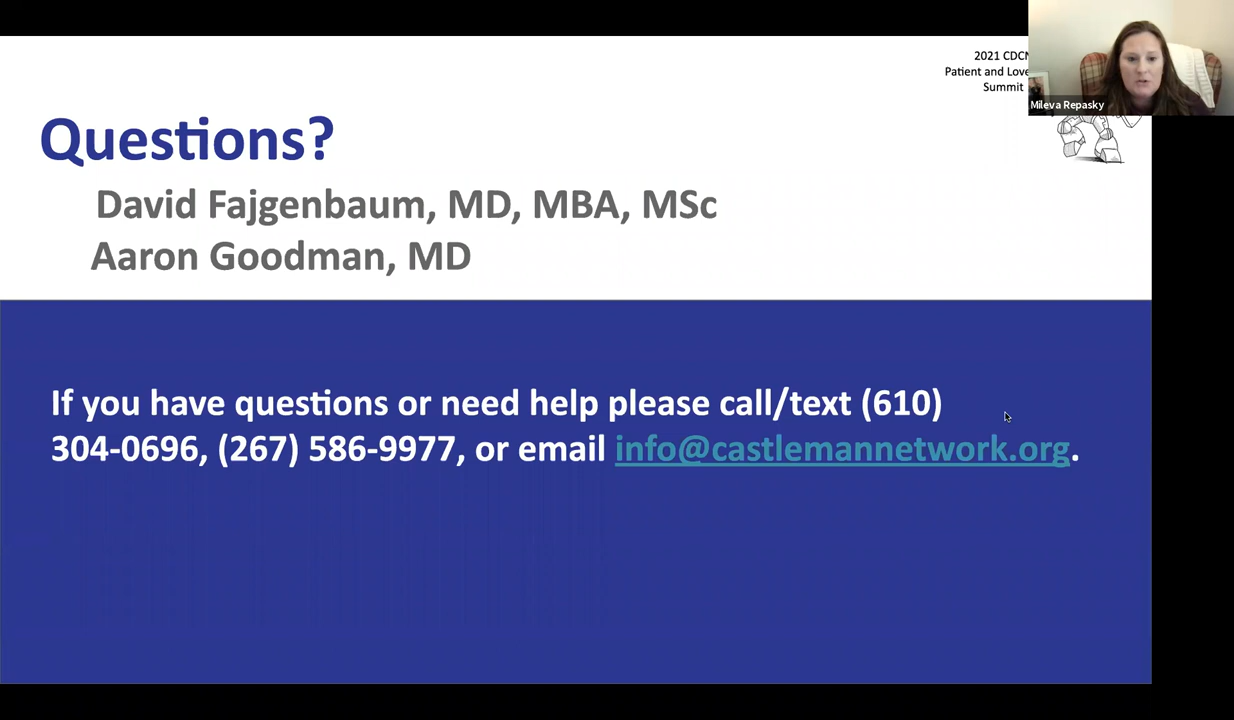 2021 CDCN
Patient and Love
Summit
Mileva Repasky
Questions?
David Fajgenbaum, MD, MBA, MSc
Aaron Goodman, MD
If you have questions or need help please call/text (610)
304-0696, (267) 586-9977, or email info@castlemannetwork.org.